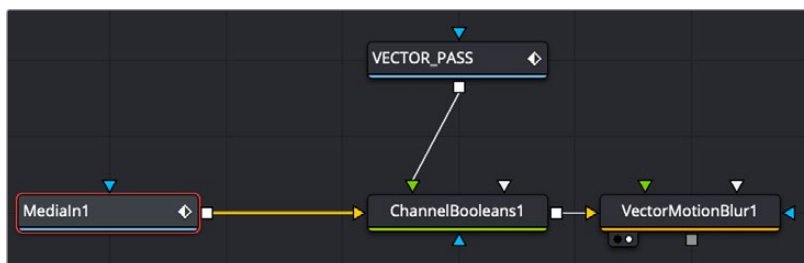 VECTOR_PASS
MediaIn1
ChannelBooleans1
VectorMotionBlur1